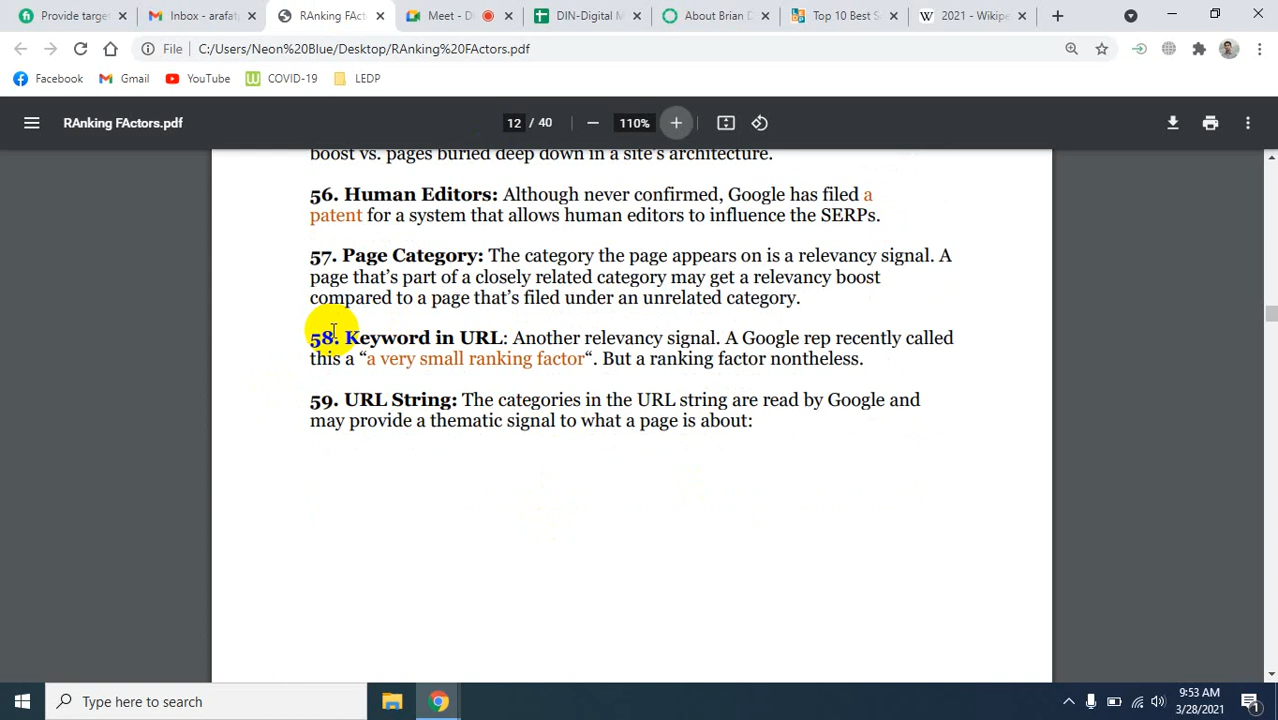 Provide targe
Inbox - arafatp
RAnking FAct
Meet - D
DIN-Digital M
About Brian D
Top 10 Best S
2021 - Wikipe
File
C:/Users/Neon%20Blue/Desktop/RAnking%20FActors.pdf
Facebook
Gmail
YouTube
COVID-19
LEDP
RAnking FActors.pdf
12 / 40
110%
boost vs. pages buried deep down in a site's architecture.
56. Human Editors: Although never confirmed, Google has filed a
patent for a system that allows human editors to influence the SERPs.
57. Page Category: The category the page appears on is a relevancy signal. A
page that's part of a closely related category may get a relevancy boost
compared to a page that's filed under an unrelated category.
58. Keyword in URL: Another relevancy signal. A Google rep recently called
this a “a very small ranking factor“. But a ranking factor nontheless.
59. URL String: The categories in the URL string are read by Google and
may provide a thematic signal to what a page is about:
Type here to search
9:53 AM
3/28/2021
1